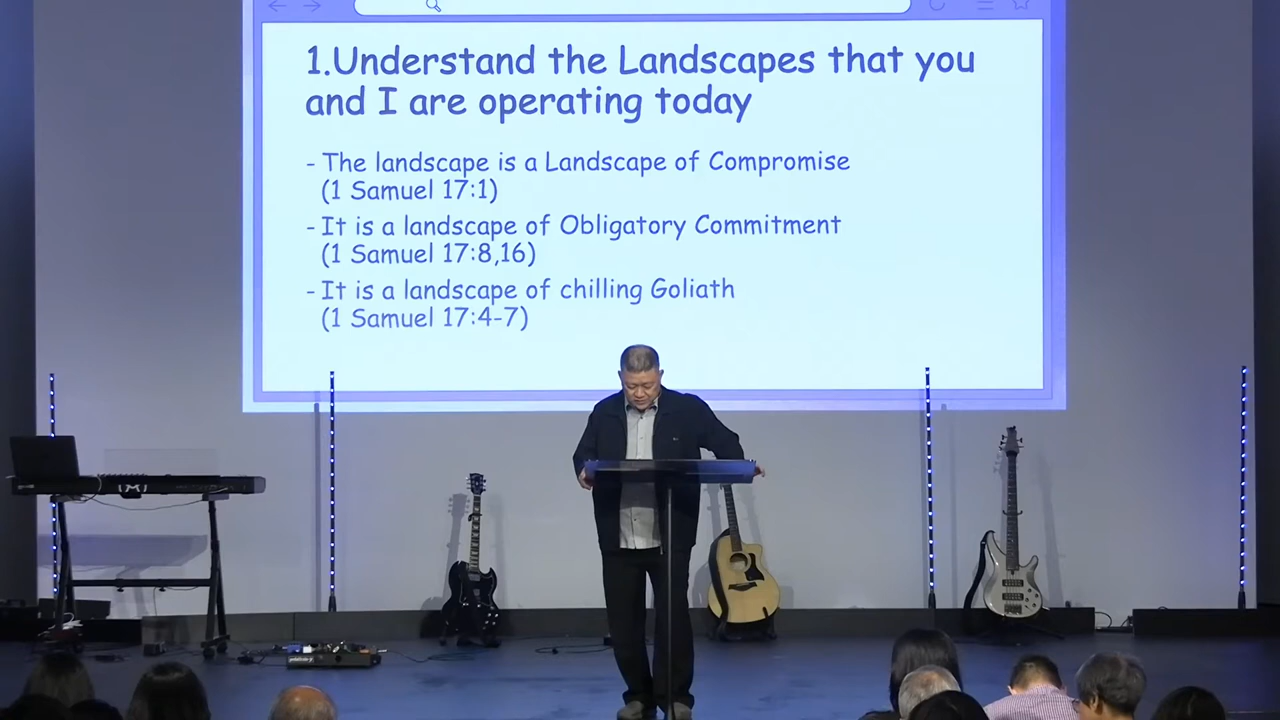 1.Understand the Landscapes that you
and I are operating today
- The landscape is a Landscape of Compromise
(1 Samuel 17:1)
- It is a landscape of Obligatory Commitment
(1 Samuel 17:8,16)
- It is a landscape of chilling Goliath
(1 Samuel 17:4-7)